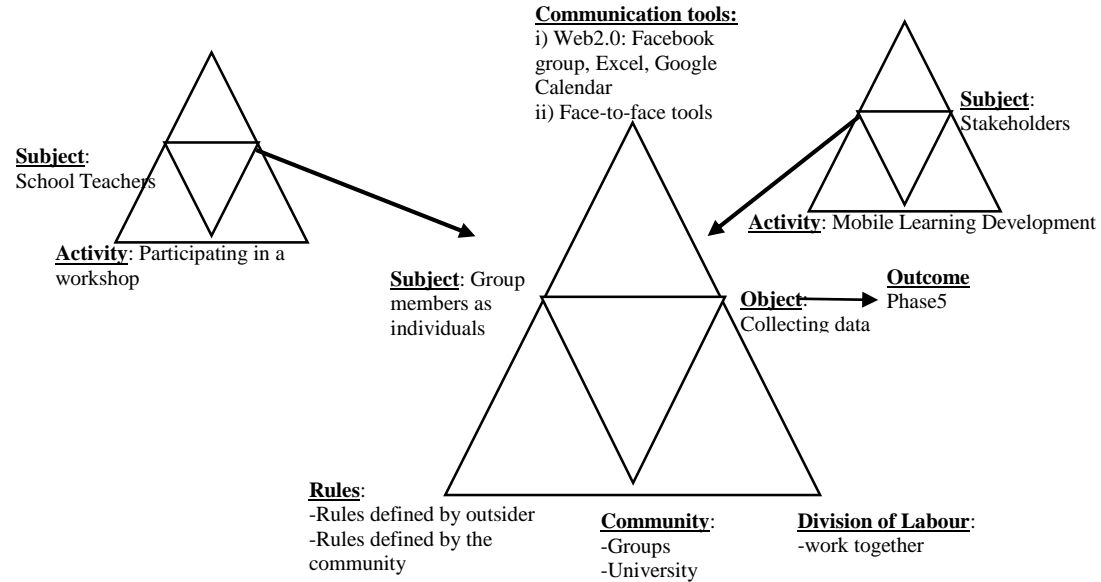 Communication tools:
i) Web2.0: Facebook
group, Excel, Google
Calendar
ii) Face-to-face tools
Subject:
Stakeholders
Subject:
School Teachers
Activity: Mobile Learning Development
Activity: Participating in a
workshop
Subject: Group
members as
individuals
Object:
Collecting data
Outcome
Phase5
Rules:
-Rules defined by outsider
-Rules defined by the
community
Community:
-Groups
-University
Division of Labour:
-work together